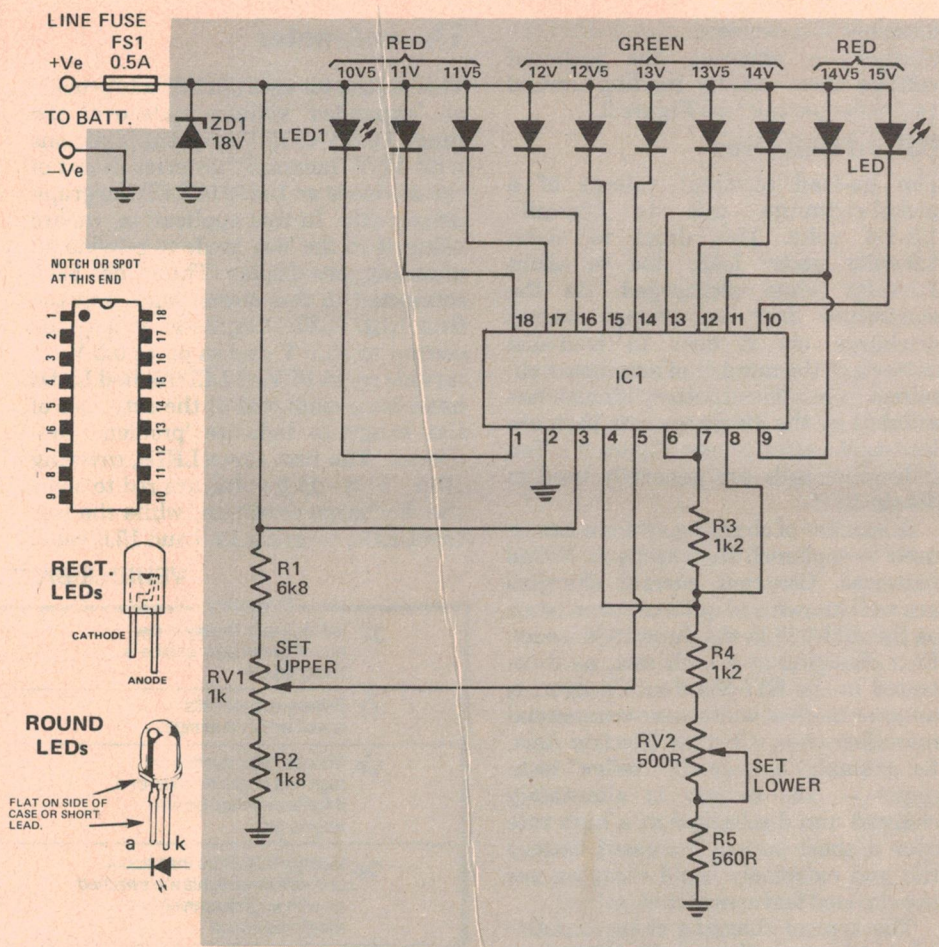 LINE FUSE
FS1
0.5A
+Ve
TO BATT.
−Ve
ZD1
18V
RED
10V5 11V 11V5
GREEN
12V 12V5 13V 13V5 14V
RED
14V5 15V
LED1
LED
NOTCH OR SPOT
AT THIS END
1 18
2 17
3 16
4 15
5 14
6 13
7 12
8 11
9 10
18 17 16 15 14 13 12 11 10
IC1
1 2 3 4 5 6 7 8 9
R3
1k2
R1
6k8
RECT.
LEDs
CATHODE
ANODE
SET
UPPER
RV1
1k
R4
1k2
ROUND
LEDs
R2
1k8
RV2
500R
SET
LOWER
FLAT ON SIDE OF
CASE OR SHORT
LEAD.
a k
R5
560R